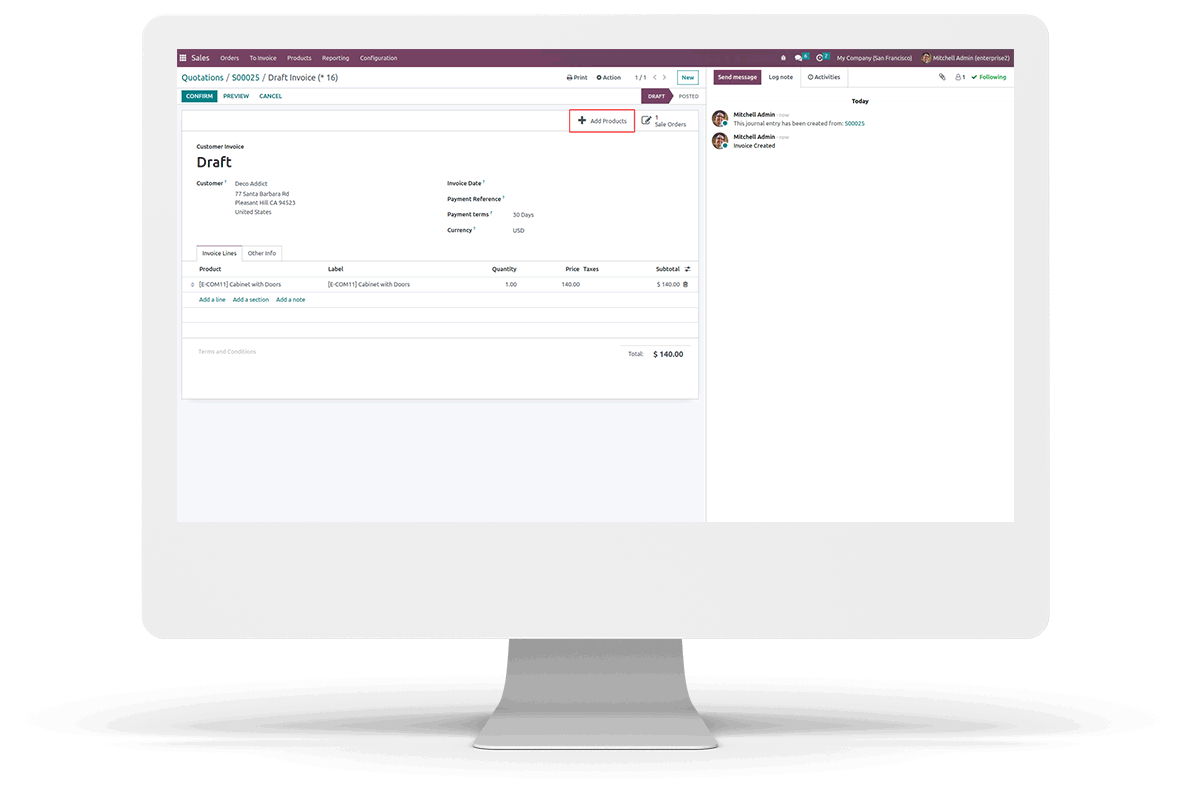 Sales Orders To Invoice Products Reporting Configuration 6 7 My Company (San Francisco) Mitchell Admin (enterprise2)
Quotations / S00025 / Draft Invoice (* 16) Print Action 1 / 1 New
CONFIRM PREVIEW CANCEL DRAFT POSTED
Add Products 1 Sale Orders
Customer Invoice
Draft
Customer ? Deco Addict
77 Santa Barbara Rd
Pleasant Hill CA 94523
United States
Invoice Date ?
Payment Reference ?
Payment terms ? 30 Days
Currency ? USD
Invoice Lines Other Info
Product Label Quantity Price Taxes Subtotal
[E-COM11] Cabinet with Doors [E-COM11] Cabinet with Doors 1.00 140.00 $ 140.00
Add a line Add a section Add a note
Terms and Conditions
Total: $ 140.00
Send message Log note Activities 1 Following
Today
Mitchell Admin - now
This journal entry has been created from: S00025
Mitchell Admin - now
Invoice Created